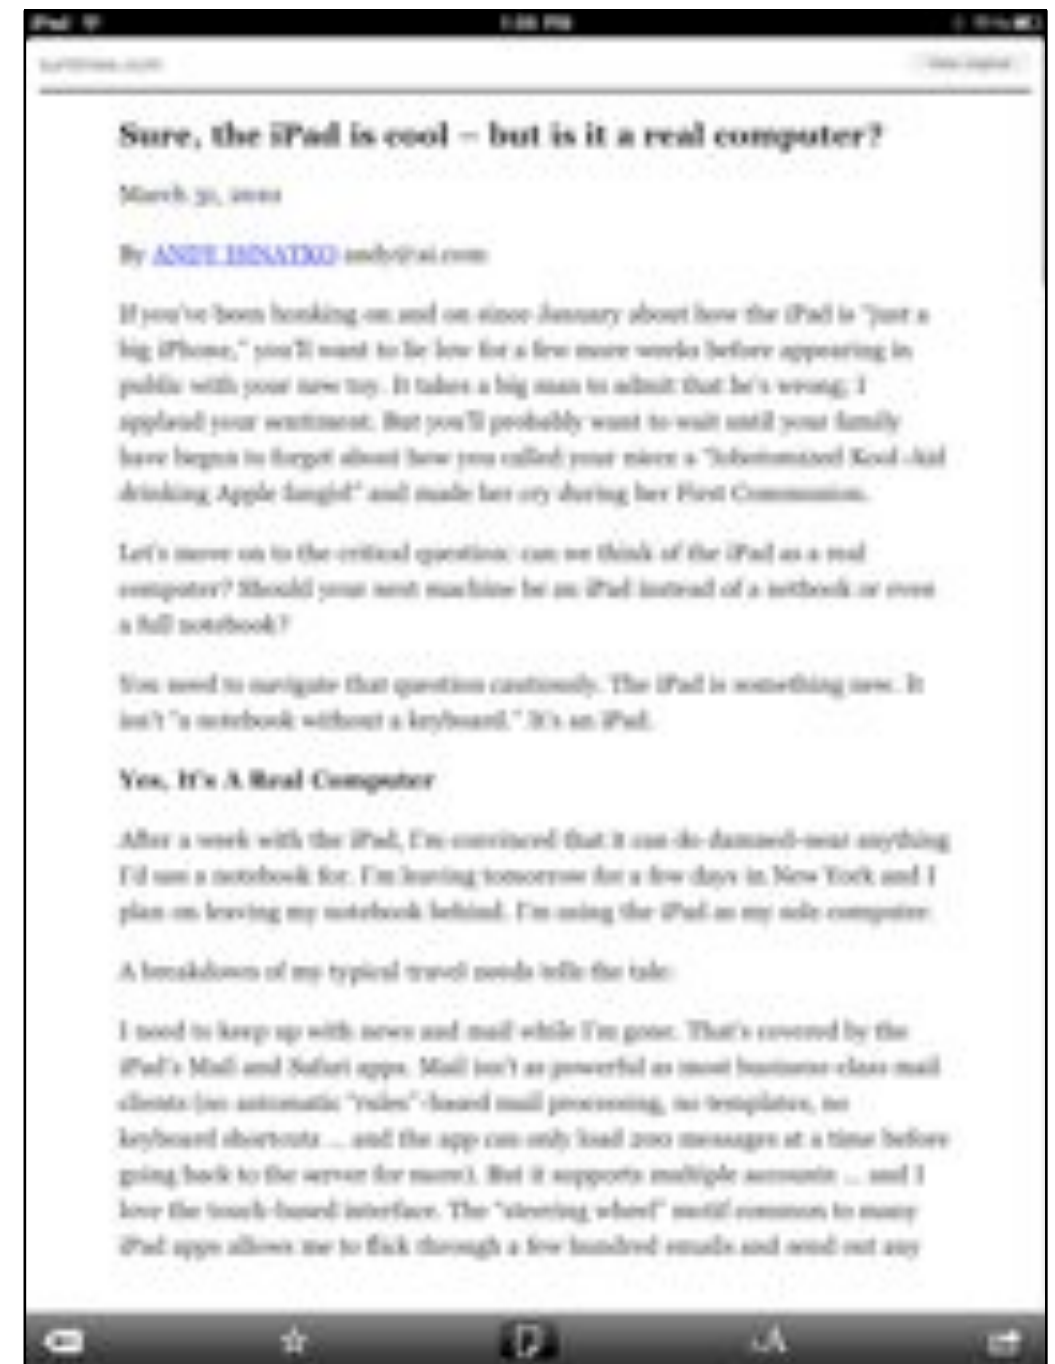 iPad 1:08 PM
suntimes.com
Sure, the iPad is cool – but is it a real computer?
March 31, 2010
By ANDY IHNATKO andy@ai.com
If you've been honking on and on since January about how the iPad is "just a
big iPhone," you'll want to lie low for a few more weeks before appearing in
public with your new toy. It takes a big man to admit that he's wrong; I
applaud your sentiment. But you'll probably want to wait until your family
have begun to forget about how you called your niece a "lobotomized Kool-Aid
drinking Apple fangirl" and made her cry during her First Communion.
Let's move on to the critical question: can we think of the iPad as a real
computer? Should your next machine be an iPad instead of a netbook or even
a full notebook?
You need to navigate that question cautiously. The iPad is something new. It
isn't "a notebook without a keyboard." It's an iPad.
Yes, It's A Real Computer
After a week with the iPad, I'm convinced that it can do damned-near anything
I'd use a notebook for. I'm leaving tomorrow for a few days in New York and I
plan on leaving my notebook behind. I'm using the iPad as my sole computer.
A breakdown of my typical travel needs tells the tale:
I need to keep up with news and mail while I'm gone. That's covered by the
iPad's Mail and Safari apps. Mail isn't as powerful as most business-class mail
clients (no automatic "rules"-based mail processing, no templates, no
keyboard shortcuts ... and the app can only load 200 messages at a time before
going back to the server for more). But it supports multiple accounts ... and I
love the touch-based interface. The "steering wheel" motif common to many
iPad apps allows me to flick through a few hundred emails and send out any
A